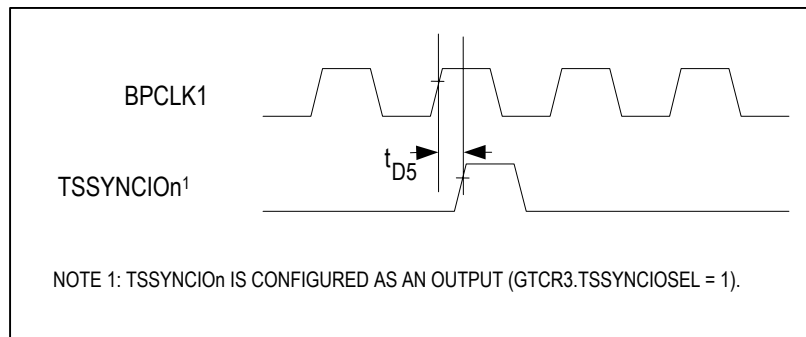 BPCLK1
tD5
TSSYNCIOn1
NOTE 1: TSSYNCIOn IS CONFIGURED AS AN OUTPUT (GTCR3.TSSYNCIOSEL = 1).